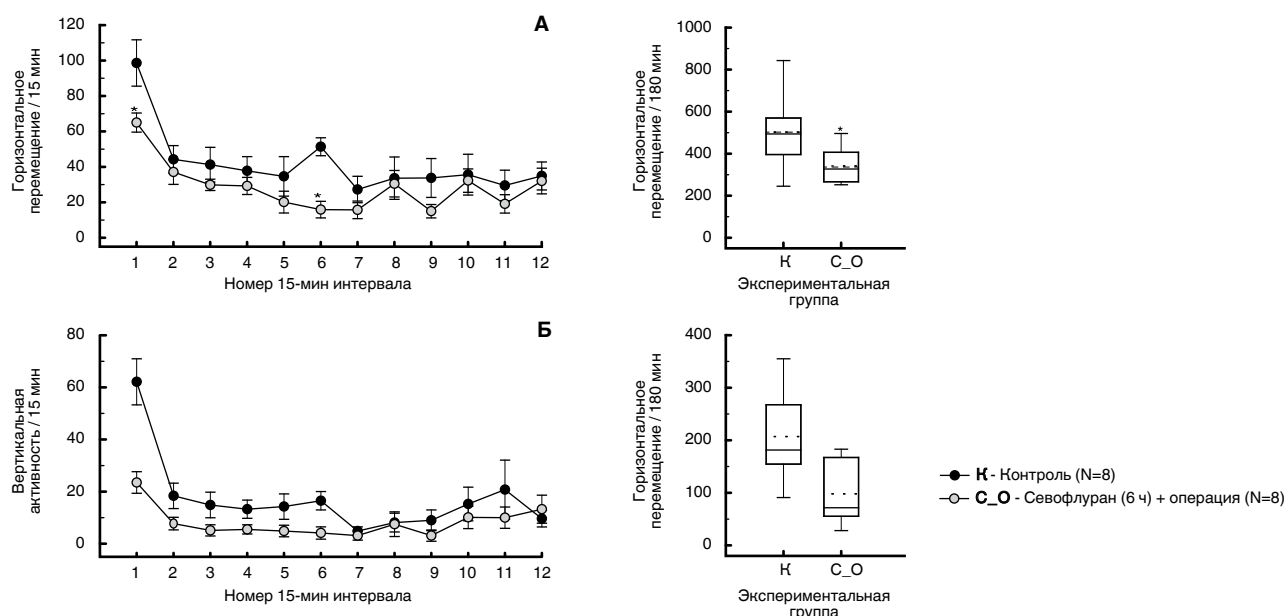 А
Горизонтальное
перемещение / 15 мин
120
100
80
60
40
20
0
*
*
1 2 3 4 5 6 7 8 9 10 11 12
Номер 15-мин интервала
Горизонтальное
перемещение / 180 мин
1000
800
600
400
200
0
*
К С_О
Экспериментальная
группа
Б
Вертикальная
активность / 15 мин
80
60
40
20
0
1 2 3 4 5 6 7 8 9 10 11 12
Номер 15-мин интервала
Горизонтальное
перемещение / 180 мин
400
300
200
100
0
К С_О
Экспериментальная
группа
К - Контроль (N=8)
С_О - Севофлуран (6 ч) + операция (N=8)